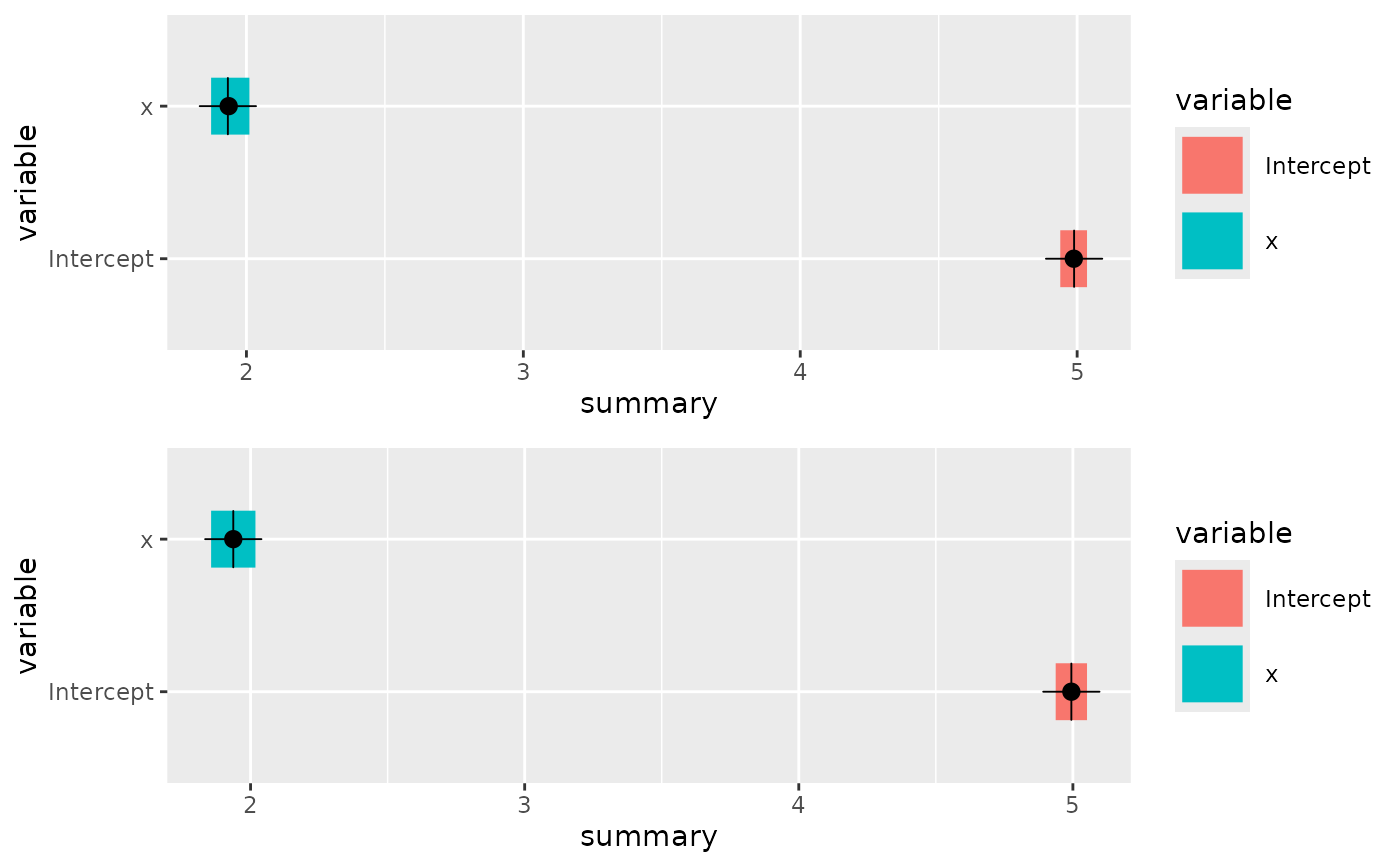 variable
x
Intercept
2 3 4 5
summary
variable
Intercept
x
variable
x
Intercept
2 3 4 5
summary
variable
Intercept
x